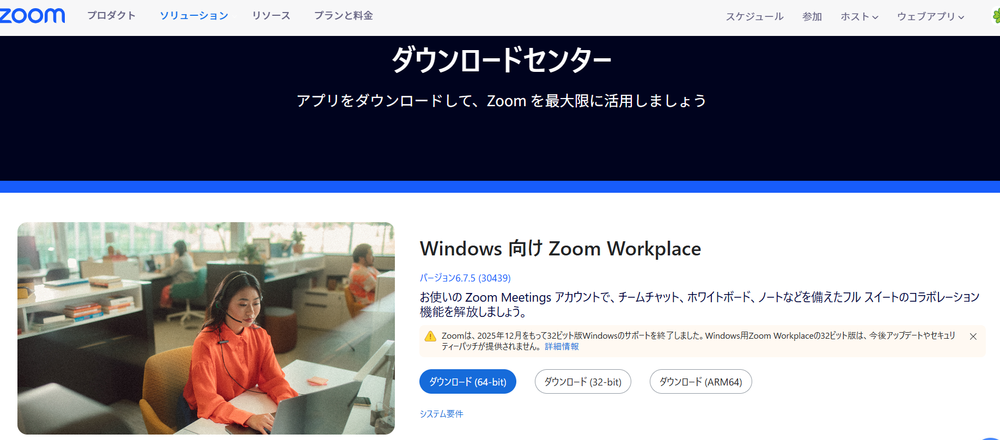 zoom
プロダクト
ソリューション
リソース
プランと料金
スケジュール
参加
ホスト
ウェブアプリ
ダウンロードセンター
アプリをダウンロードして、Zoom を最大限に活用しましょう
Windows 向け Zoom Workplace
バージョン6.7.5 (30439)
お使いの Zoom Meetings アカウントで、チームチャット、ホワイトボード、ノートなどを備えたフル スイートのコラボレーション
機能を解放しましょう。
Zoomは、2025年12月をもって32ビット版Windowsのサポートを終了しました。Windows用Zoom Workplaceの32ビット版は、今後アップデートやセキュリ
ティーパッチが提供されません。 詳細情報
ダウンロード (64-bit)
ダウンロード (32-bit)
ダウンロード (ARM64)
システム要件